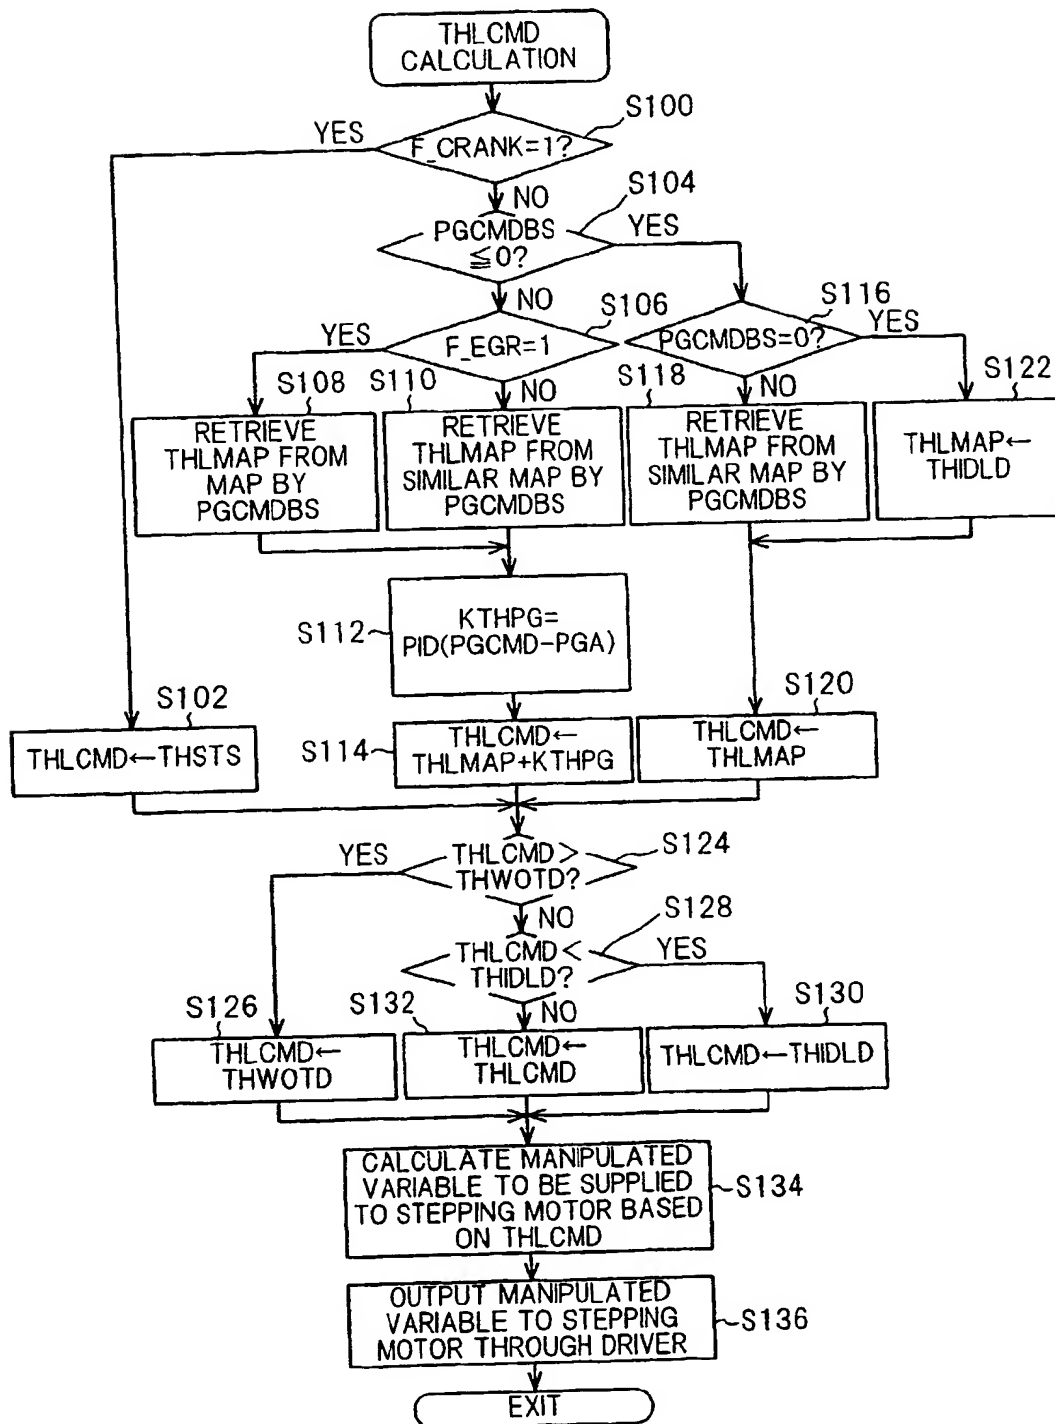 THLCMD
CALCULATION
S100
YES
F_CRANK=1?
NO
S104
PGCMDBS
≦0?
YES
NO
S106
S116
YES
F_EGR=1
PGCMDBS=0?
YES
S108
S110
NO
S118
NO
S122
RETRIEVE
THLMAP FROM
MAP BY
PGCMDBS
RETRIEVE
THLMAP FROM
SIMILAR MAP BY
PGCMDBS
RETRIEVE
THLMAP FROM
SIMILAR MAP BY
PGCMDBS
THLMAP←
THIDLD
S112
KTHPG=
PID(PGCMD-PGA)
S102
THLCMD←THSTS
S114
THLCMD←
THLMAP+KTHPG
S120
THLCMD←
THLMAP
YES
THLCMD>
THWOTD?
S124
NO
S128
THLCMD<
THIDLD?
YES
S126
S132
NO
S130
THLCMD←
THWOTD
THLCMD←
THLCMD
THLCMD←THIDLD
CALCULATE MANIPULATED
VARIABLE TO BE SUPPLIED
TO STEPPING MOTOR BASED
ON THLCMD
S134
OUTPUT MANIPULATED
VARIABLE TO STEPPING
MOTOR THROUGH DRIVER
S136
EXIT